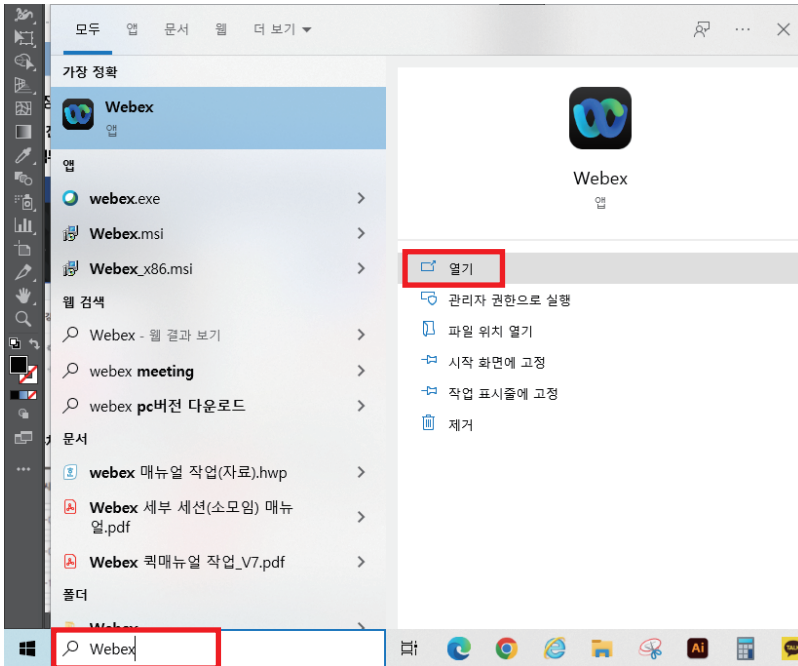 모두 앱 문서 웹 더 보기
가장 정확
Webex
앱
앱
webex.exe
Webex.msi
Webex_x86.msi
웹 검색
Webex - 웹 결과 보기
webex meeting
webex pc버전 다운로드
문서
webex 매뉴얼 작업(자료).hwp
Webex 세부 세션(소모임) 매뉴
얼.pdf
Webex 퀵매뉴얼 작업_V7.pdf
폴더
Webex
Webex
Webex
앱
열기
관리자 권한으로 실행
파일 위치 열기
시작 화면에 고정
작업 표시줄에 고정
제거
Ai
TALK